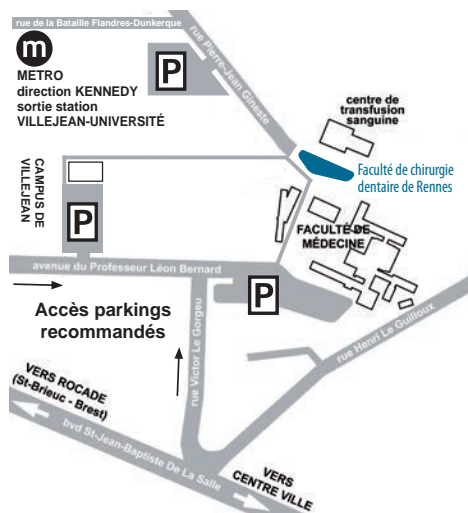 rue de la Bataille Flandres-Dunkerque
m
METRO
direction KENNEDY
sortie station
VILLEJEAN-UNIVERSITÉ
P
rue Pierre-Jean Gineste
centre de
transfusion
sanguine
Faculté de chirurgie
dentaire de Rennes
CAMPUS DE
VILLEJEAN
P
FACULTÉ DE
MÉDECINE
avenue du Professeur Léon Bernard
P
Accès parkings
recommandés
rue Victor Le Gorgeu
rue Henri Le Guilloux
VERS ROCADE
(St-Brieuc - Brest)
bvd St-Jean-Baptiste De La Salle
VERS
CENTRE VILLE